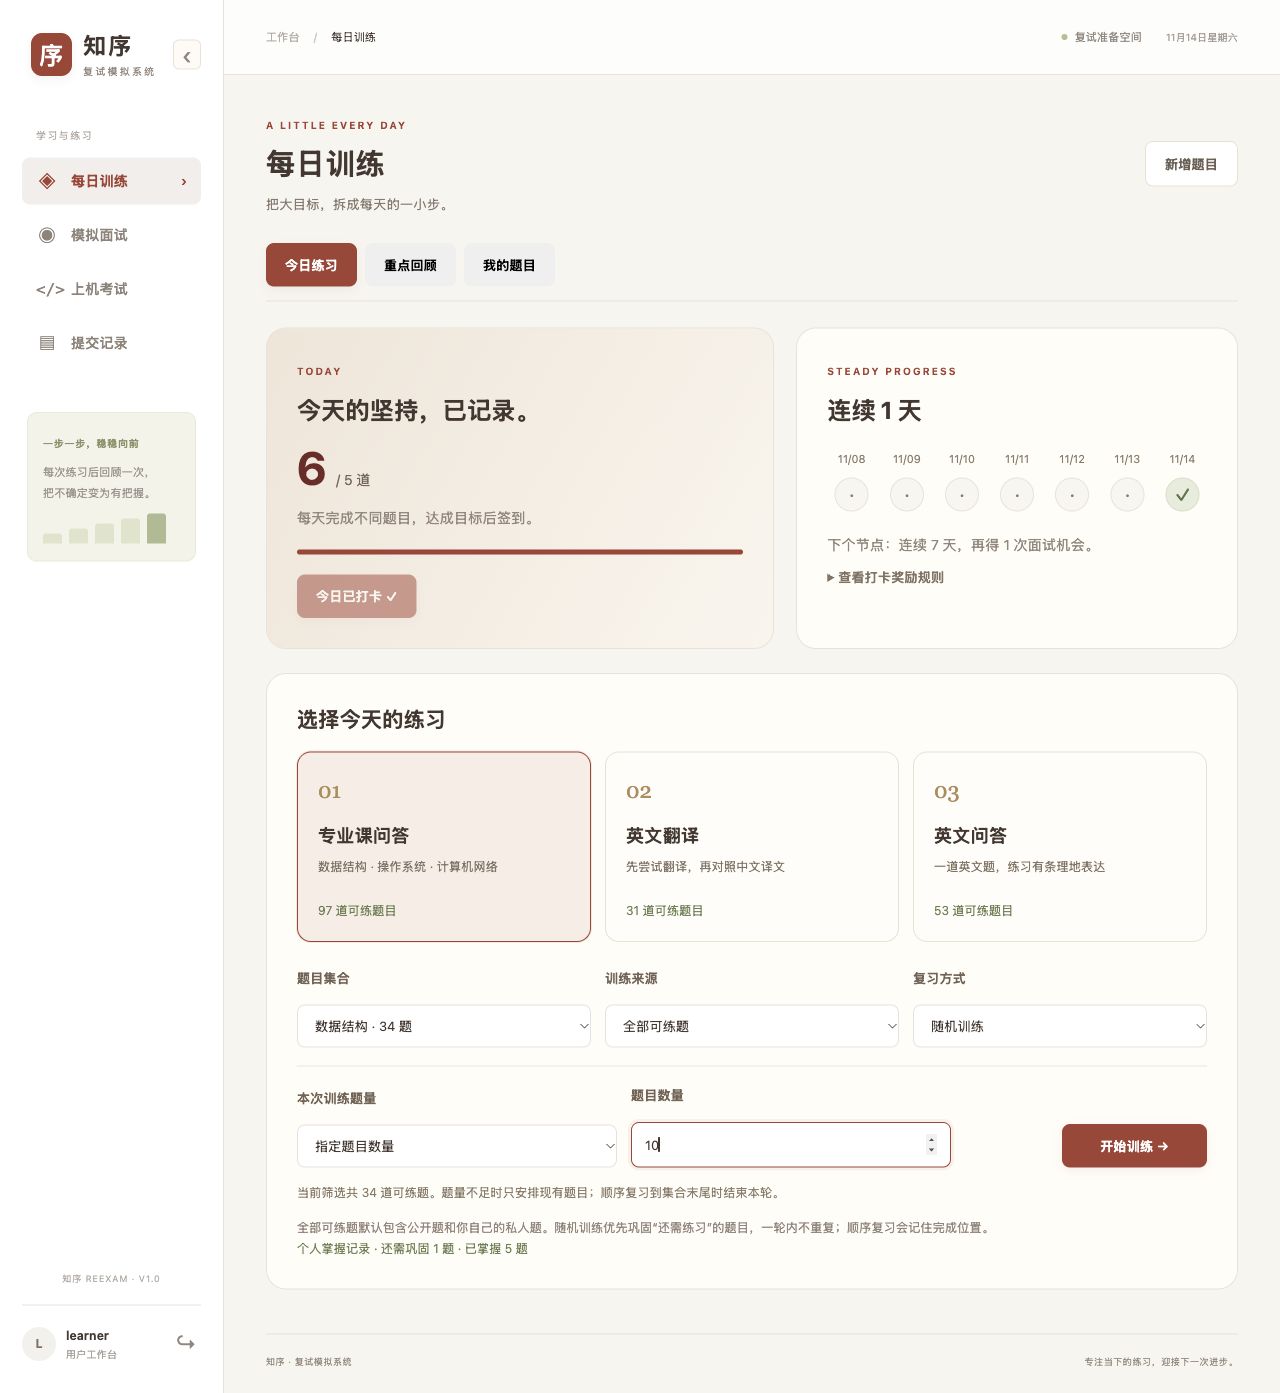 序
知序
复试模拟系统
‹
学习与练习
◈ 每日训练 ›
◉ 模拟面试
</> 上机考试
▤ 提交记录
一步一步，稳稳向前
每次练习后回顾一次，
把不确定变为有把握。
知序 REEXAM · V1.0
L
learner
用户工作台
工作台 / 每日训练
复试准备空间
11月14日星期六
A LITTLE EVERY DAY
每日训练
把大目标，拆成每天的一小步。
新增题目
今日练习
重点回顾
我的题目
TODAY
今天的坚持，已记录。
6 / 5 道
每天完成不同题目，达成目标后签到。
今日已打卡 ✓
STEADY PROGRESS
连续 1 天
11/08 11/09 11/10 11/11 11/12 11/13 11/14
· · · · · · ✓
下个节点：连续 7 天，再得 1 次面试机会。
▶ 查看打卡奖励规则
选择今天的练习
01
专业课问答
数据结构 · 操作系统 · 计算机网络
97 道可练题目
02
英文翻译
先尝试翻译，再对照中文译文
31 道可练题目
03
英文问答
一道英文题，练习有条理地表达
53 道可练题目
题目集合
数据结构 · 34 题
训练来源
全部可练题
复习方式
随机训练
本次训练题量
指定题目数量
题目数量
10
开始训练 →
当前筛选共 34 道可练题。题量不足时只安排现有题目；顺序复习到集合末尾时结束本轮。
全部可练题默认包含公开题和你自己的私人题。随机训练优先巩固“还需练习”的题目，一轮内不重复；顺序复习会记住完成位置。
个人掌握记录 · 还需巩固 1 题 · 已掌握 5 题
知序 · 复试模拟系统
专注当下的练习，迎接下一次进步。